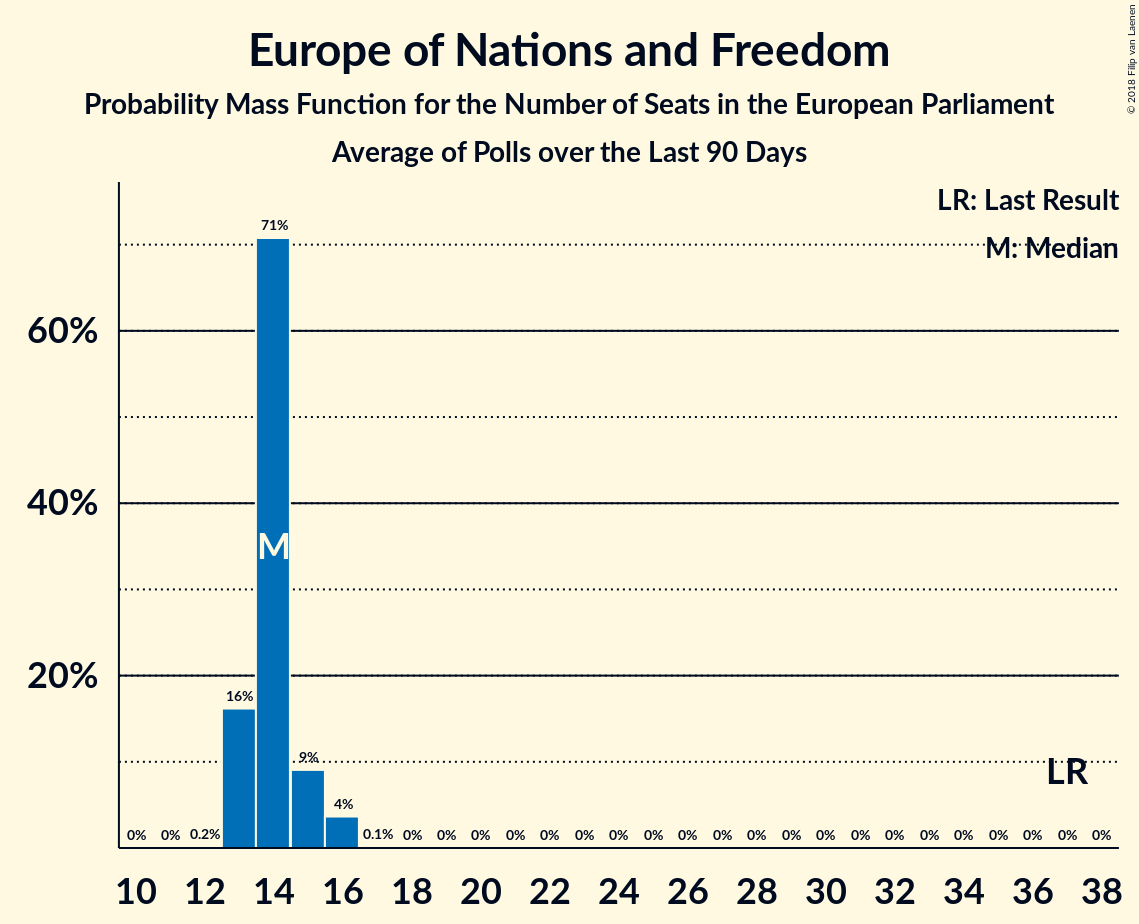 Europe of Nations and Freedom
Probability Mass Function for the Number of Seats in the European Parliament
Average of Polls over the Last 90 Days
© 2018 Filip van Laenen
LR: Last Result
M: Median
71%
60%
40%
M
20%
16%
9%
LR
4%
0% 0% 0.2% 0.1% 0% 0% 0% 0% 0% 0% 0% 0% 0% 0% 0% 0% 0% 0% 0% 0% 0% 0% 0% 0% 0%
10 12 14 16 18 20 22 24 26 28 30 32 34 36 38